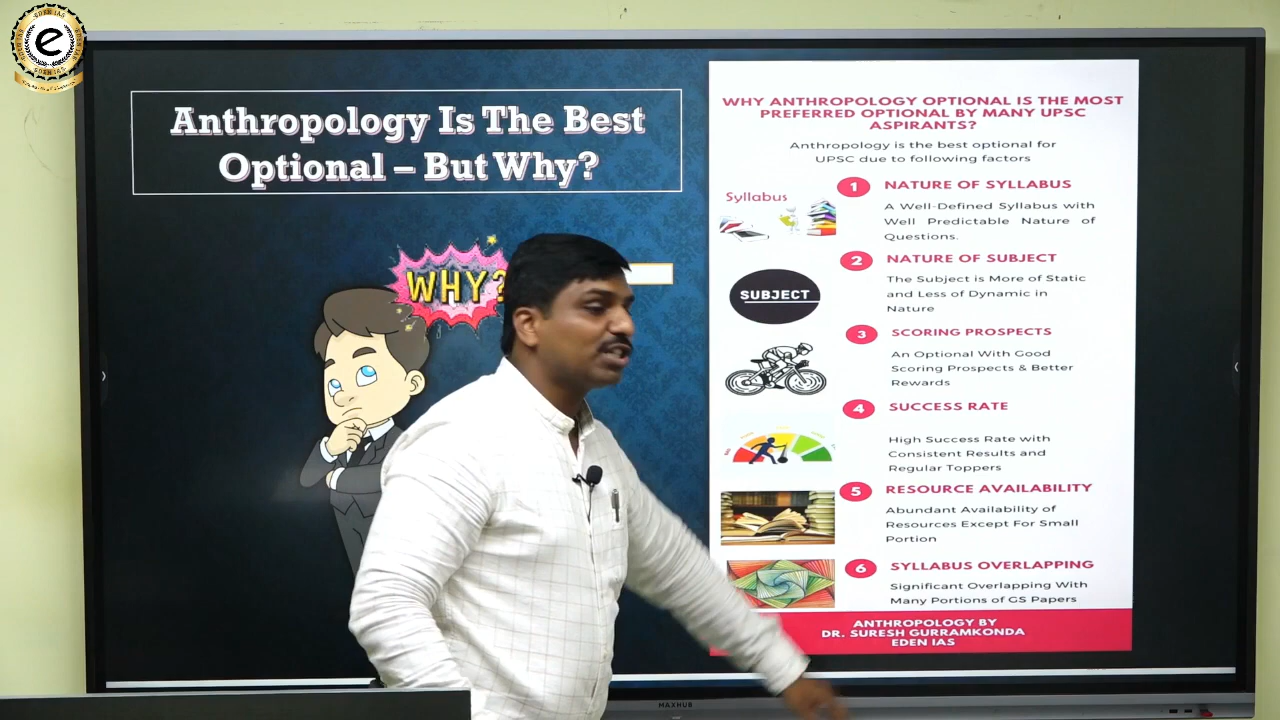 EDEN IAS
e
EDEN IAS
Anthropology Is The Best
Optional – But Why?
WHY?
WHY ANTHROPOLOGY OPTIONAL IS THE MOST
PREFERRED OPTIONAL BY MANY UPSC
ASPIRANTS?
Anthropology is the best optional for
UPSC due to following factors
Syllabus
1 NATURE OF SYLLABUS
A Well-Defined Syllabus with
Well Predictable Nature of
Questions.
2 NATURE OF SUBJECT
SUBJECT
The Subject is More of Static
and Less of Dynamic in
Nature
3 SCORING PROSPECTS
An Optional With Good
Scoring Prospects & Better
Rewards
4 SUCCESS RATE
High Success Rate with
Consistent Results and
Regular Toppers
5 RESOURCE AVAILABILITY
Abundant Availability of
Resources Except For Small
Portion
6 SYLLABUS OVERLAPPING
Significant Overlapping With
Many Portions of GS Papers
ANTHROPOLOGY BY
DR. SURESH GURRAMKONDA
EDEN IAS
MAXHUB